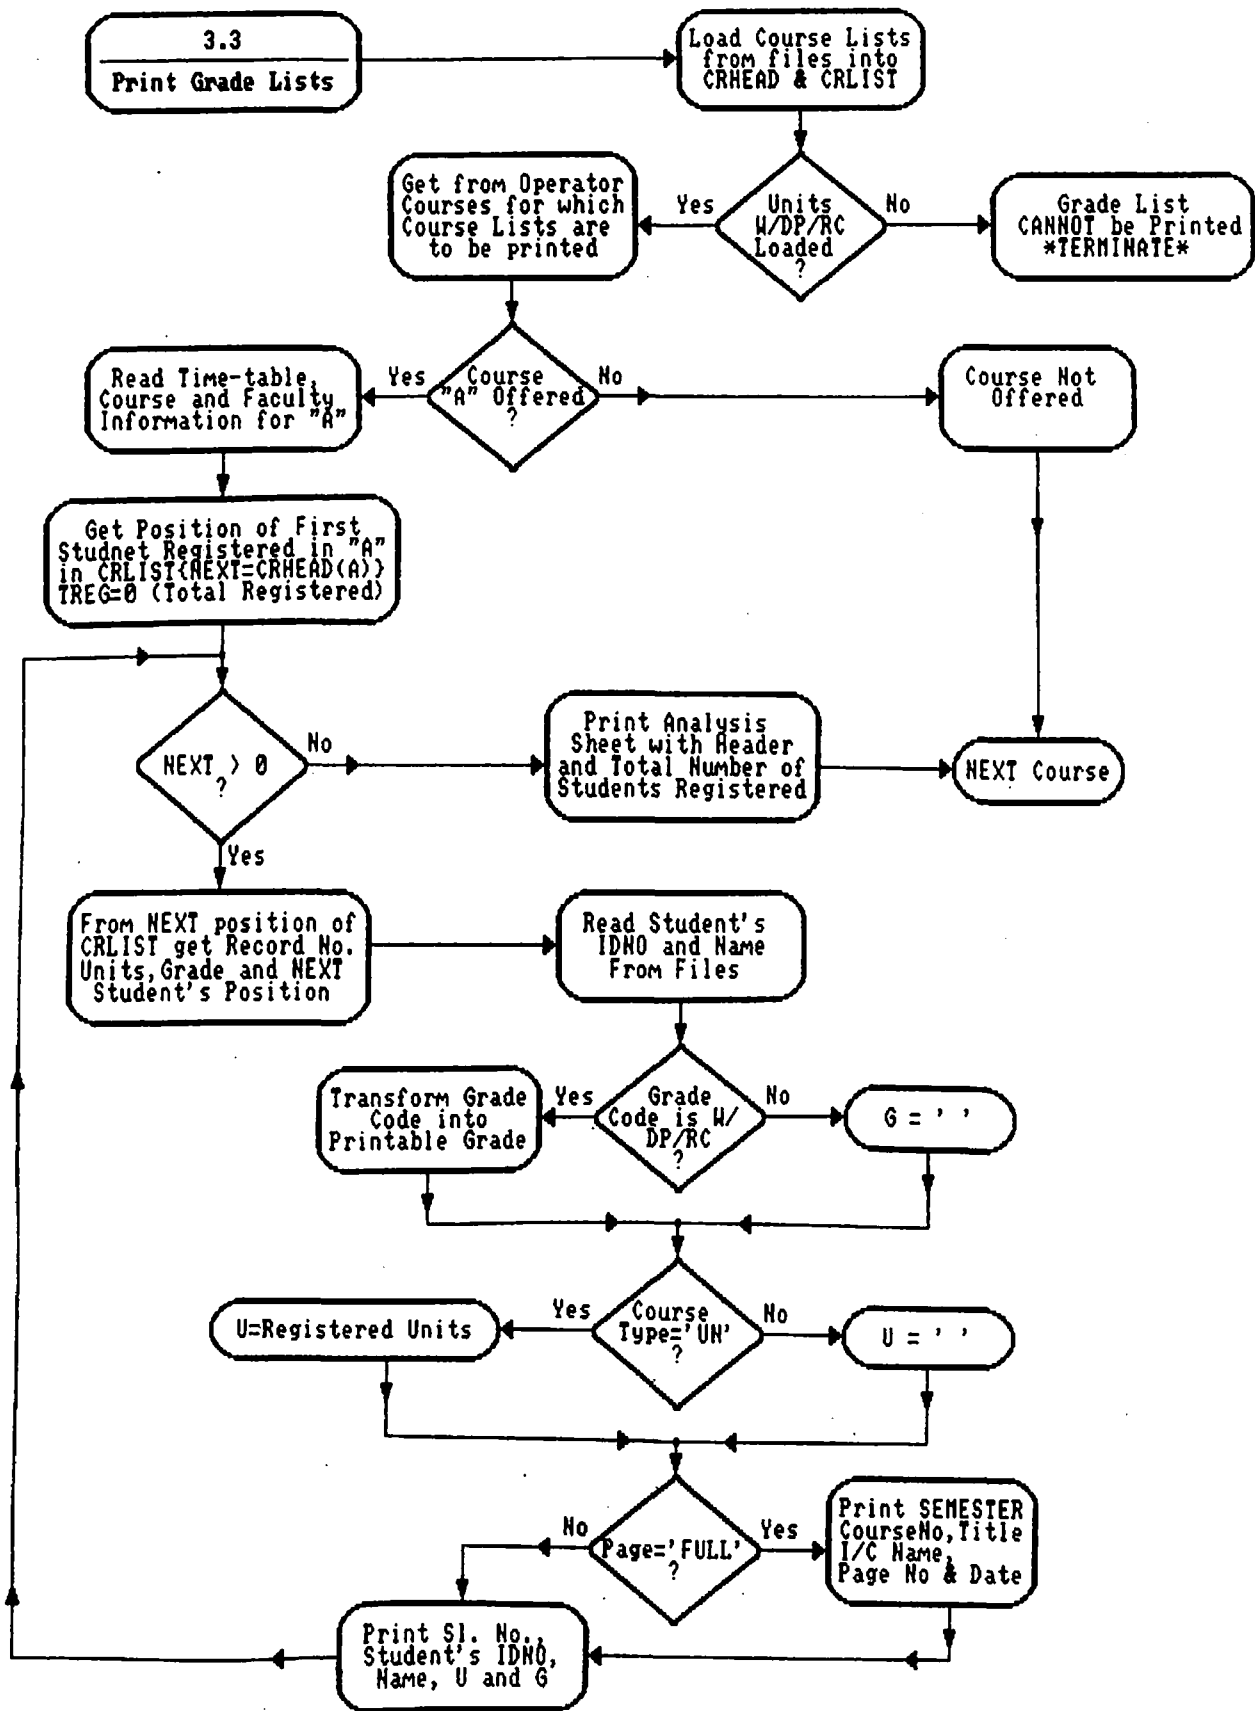 3.3
Print Grade Lists
Load Course Lists
from files into
CRHEAD & CRLIST
Get from Operator
Courses for which
Course Lists are
to be printed
Yes
Units
W/DP/RC
Loaded
?
No
Grade List
CANNOT be Printed
*TERMINATE*
Read Time-table,
Course and Faculty
Information for "A"
Yes
Course
"A" Offered
?
No
Course Not
Offered
Get Position of First
Studnet Registered in "A"
in CRLIST{NEXT=CRHEAD(A)}
TREG=0 (Total Registered)
NEXT > 0
?
No
Print Analysis
Sheet with Header
and Total Number of
Students Registered
NEXT Course
Yes
From NEXT position of
CRLIST get Record No.
Units,Grade and NEXT
Student's Position
Read Student's
IDNO and Name
From Files
Transform Grade
Code into
Printable Grade
Yes
Grade
Code is W/
DP/RC
?
No
G = ' '
U=Registered Units
Yes
Course
Type='UN'
?
No
U = ' '
No
Page='FULL'
?
Yes
Print SEMESTER
CourseNo,Title
I/C Name,
Page No & Date
Print Sl. No.,
Student's IDNO,
Name, U and G